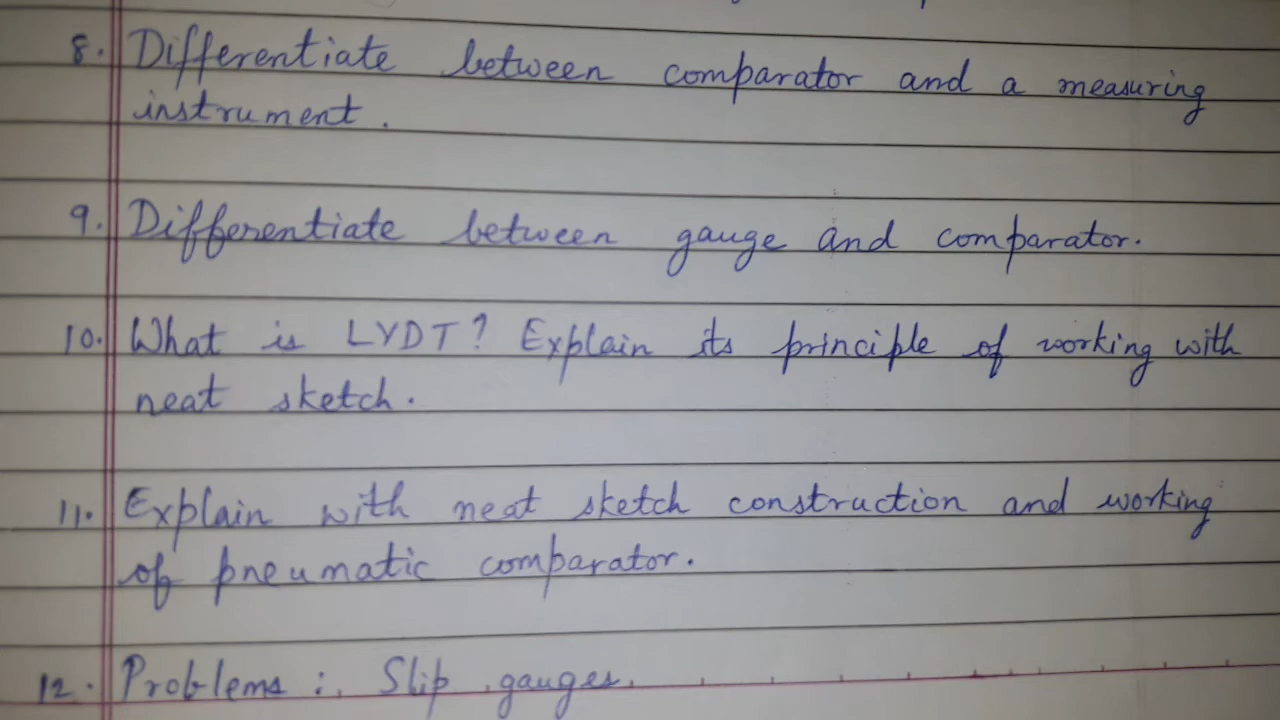 8. Differentiate between comparator and a measuring
instrument.
9. Differentiate between gauge and comparator.
10. What is LVDT? Explain its principle of working with
neat sketch.
11. Explain with neat sketch construction and working
of pneumatic comparator.
12. Problems : Slip gauges.